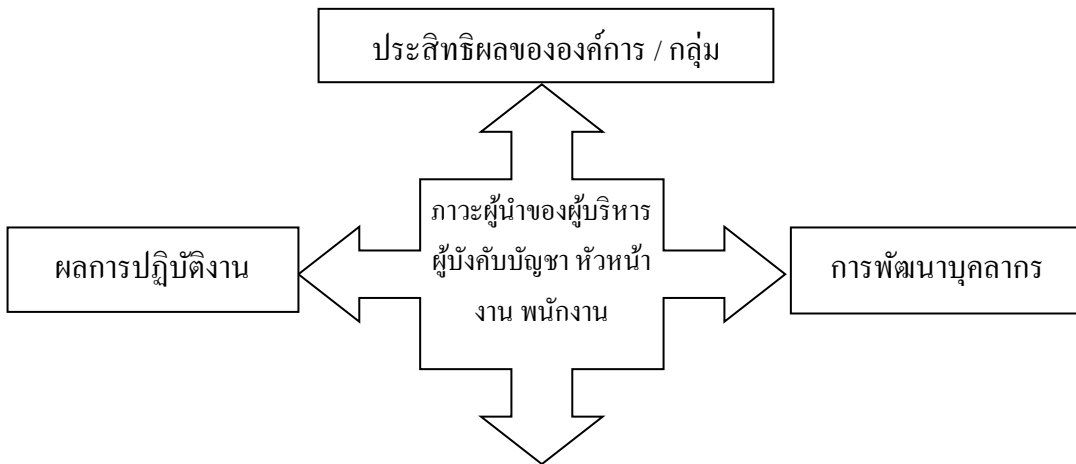 ประสิทธิผลขององค์การ / กลุ่ม
ภาวะผู้นำของผู้บริหาร
ผู้บังคับบัญชา หัวหน้า
งาน พนักงาน
ผลการปฏิบัติงาน
การพัฒนาบุคลากร